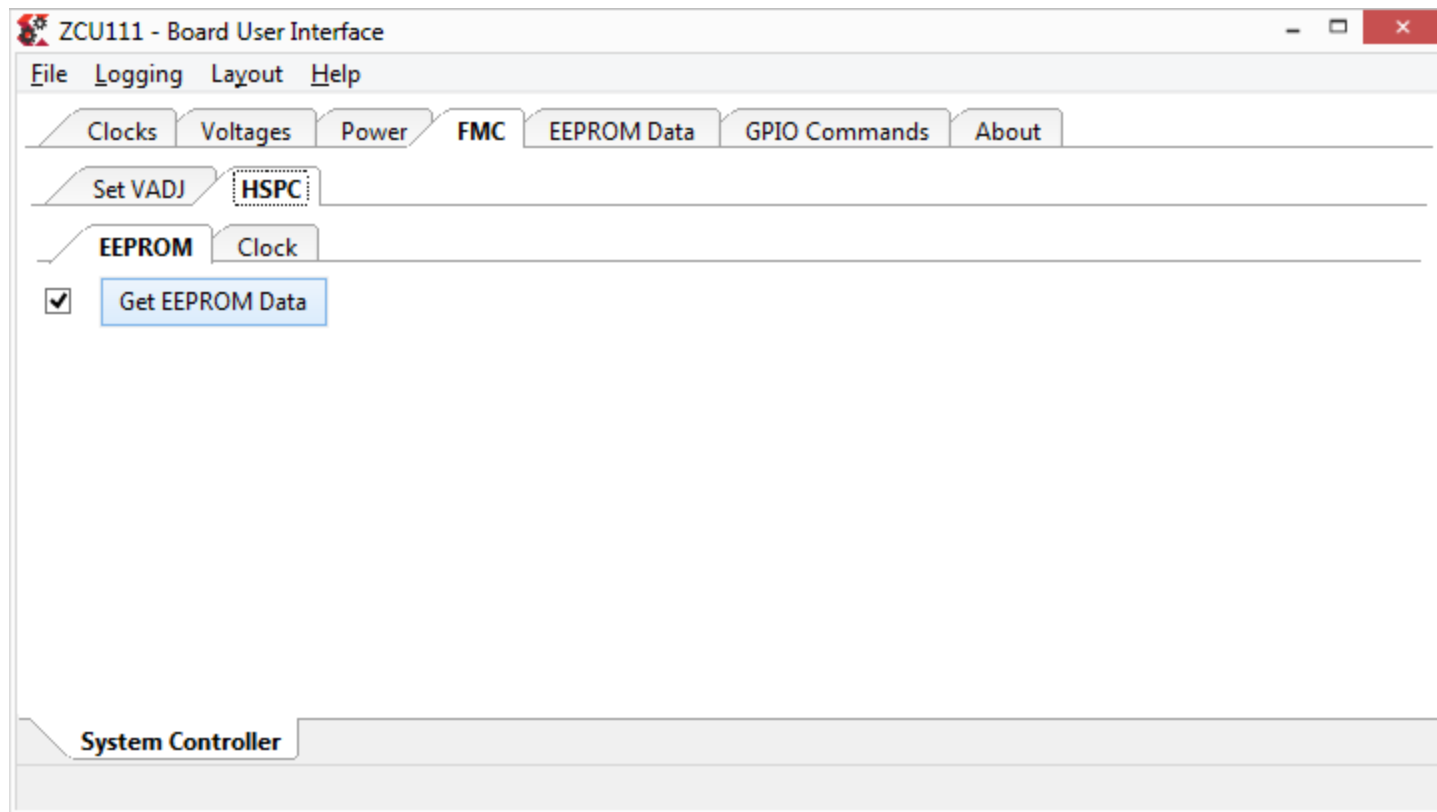 ZCU111 - Board User Interface
File Logging Layout Help
Clocks Voltages Power FMC EEPROM Data GPIO Commands About
Set VADJ HSPC
EEPROM Clock
Get EEPROM Data
System Controller